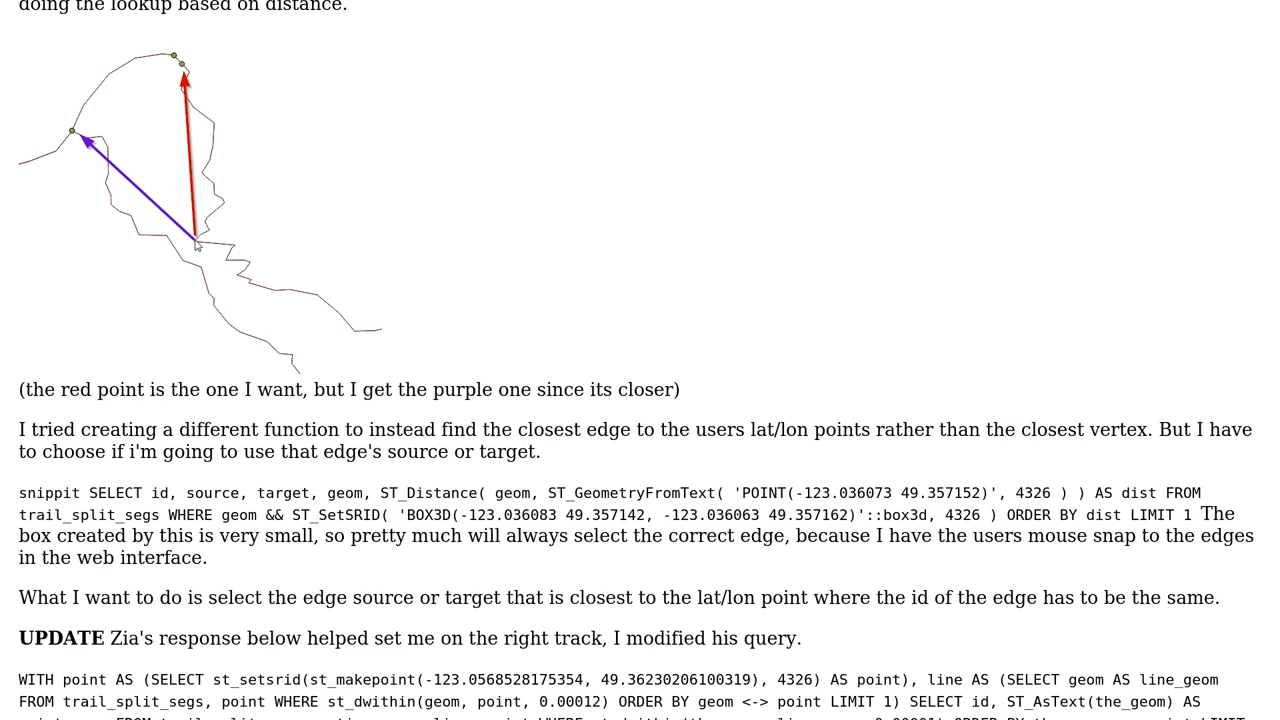 doing the lookup based on distance.
(the red point is the one I want, but I get the purple one since its closer)
I tried creating a different function to instead find the closest edge to the users lat/lon points rather than the closest vertex. But I have
to choose if i'm going to use that edge's source or target.
snippit SELECT id, source, target, geom, ST_Distance( geom, ST_GeometryFromText( 'POINT(-123.036073 49.357152)', 4326 ) ) AS dist FROM
trail_split_segs WHERE geom && ST_SetSRID( 'BOX3D(-123.036083 49.357142, -123.036063 49.357162)'::box3d, 4326 ) ORDER BY dist LIMIT 1 The
box created by this is very small, so pretty much will always select the correct edge, because I have the users mouse snap to the edges
in the web interface.
What I want to do is select the edge source or target that is closest to the lat/lon point where the id of the edge has to be the same.
UPDATE Zia's response below helped set me on the right track, I modified his query.
WITH point AS (SELECT st_setsrid(st_makepoint(-123.0568528175354, 49.36230206100319), 4326) AS point), line AS (SELECT geom AS line_geom
FROM trail_split_segs, point WHERE st_dwithin(geom, point, 0.00012) ORDER BY geom <-> point LIMIT 1) SELECT id, ST_AsText(the_geom) AS